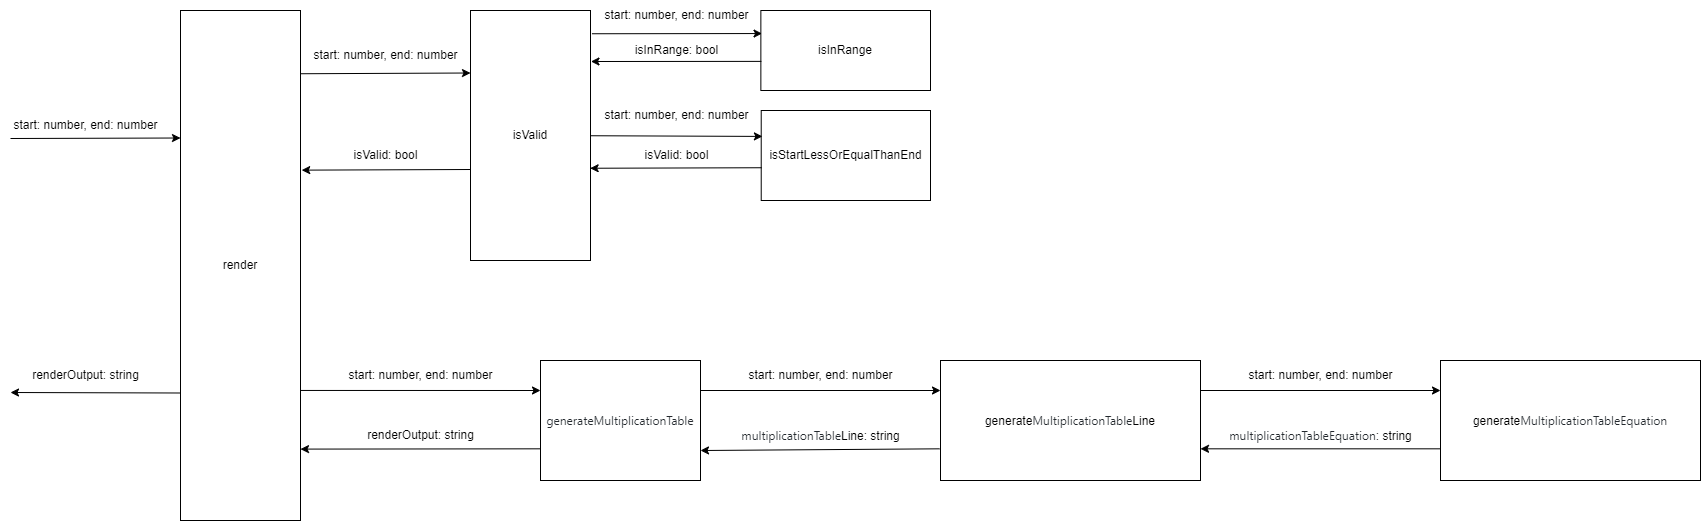 start: number, end: number
isInRange: bool
isInRange
start: number, end: number
start: number, end: number
isValid: bool
isStartLessOrEqualThanEnd
isValid
isValid: bool
start: number, end: number
render
renderOutput: string
start: number, end: number
renderOutput: string
generateMultiplicationTable
start: number, end: number
multiplicationTableLine: string
generateMultiplicationTableLine
start: number, end: number
multiplicationTableEquation: string
generateMultiplicationTableEquation